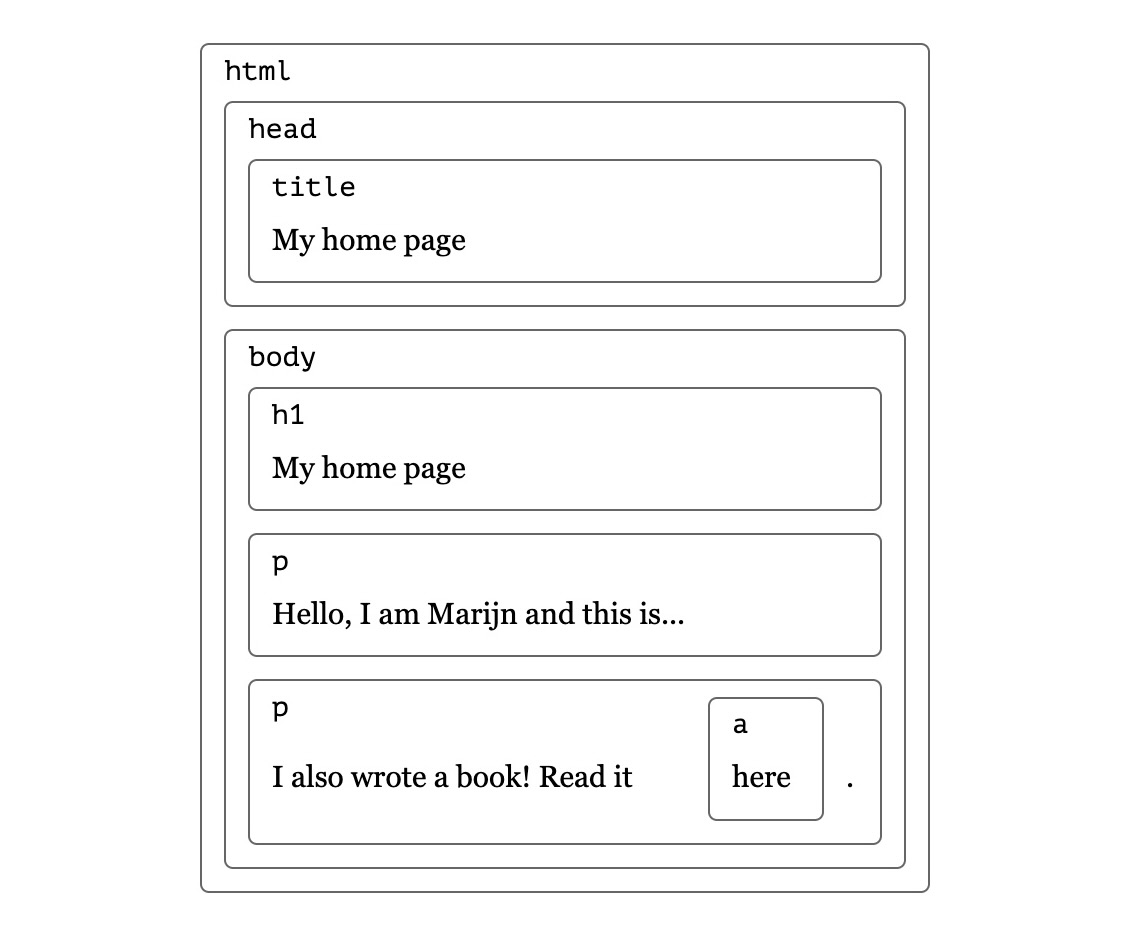 html
head
title
My home page
body
h1
My home page
p
Hello, I am Marijn and this is...
p
a
I also wrote a book! Read it here .